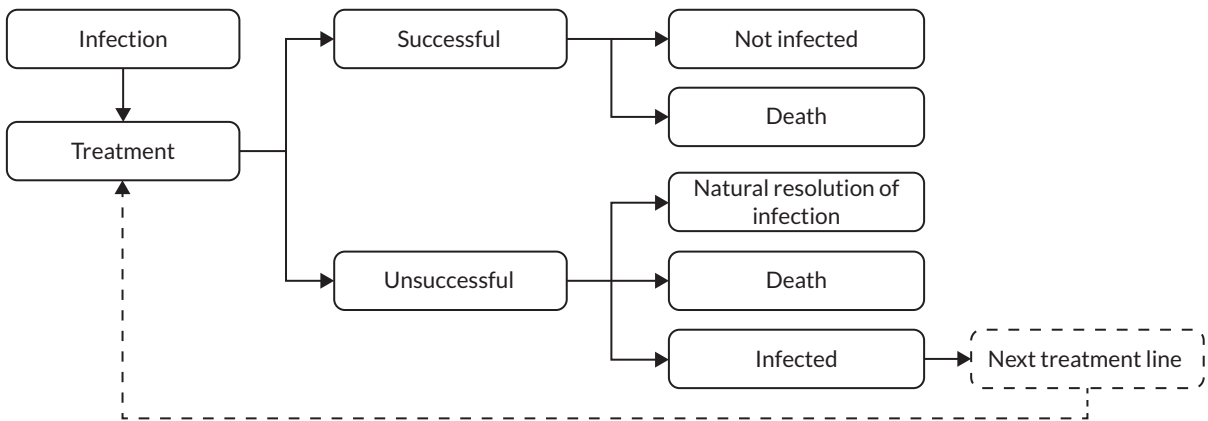 Infection
Successful
Not infected
Death
Treatment
Natural resolution of
infection
Unsuccessful
Death
Infected
Next treatment line